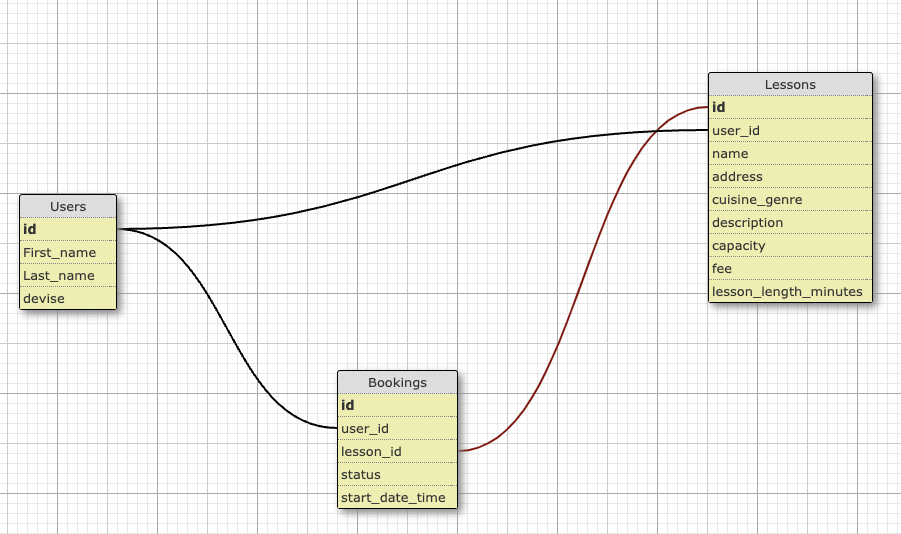 Users
id
First_name
Last_name
devise
Bookings
id
user_id
lesson_id
status
start_date_time
Lessons
id
user_id
name
address
cuisine_genre
description
capacity
fee
lesson_length_minutes